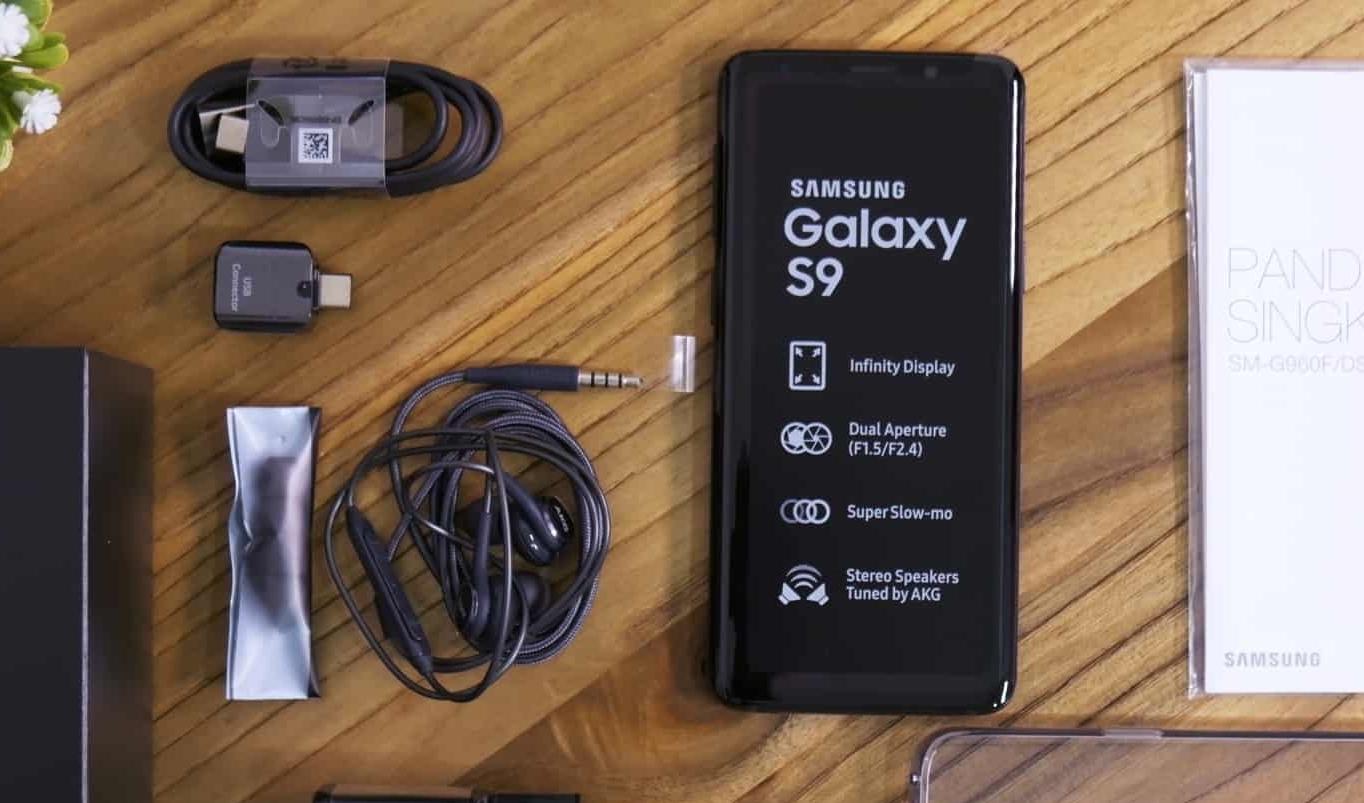 USB
Connector
AKG
SAMSUNG
Galaxy
S9
Infinity Display
Dual Aperture
(F1.5/F2.4)
Super Slow-mo
Stereo Speakers
Tuned by AKG
PAND
SINGK
SM-G960F/DS
SAMSUNG